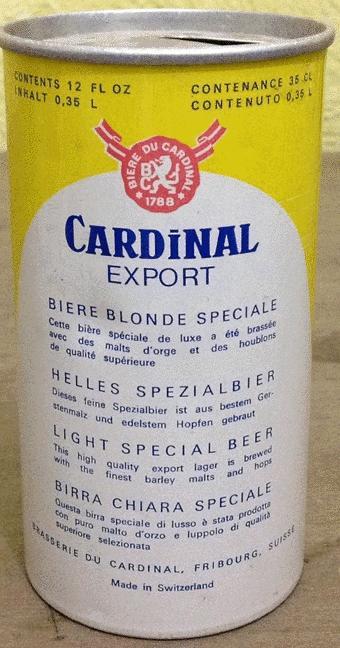 CONTENTS 12 FL OZ
INHALT 0,35 L
CONTENANCE 35 CL
CONTENUTO 0,35 L
BIERE DU CARDINAL
B C
1788
CARDINAL
EXPORT
BIERE BLONDE SPECIALE
Cette bière spéciale de luxe a été brassée
avec des malts d'orge et des houblons
de qualité supérieure
HELLES SPEZIALBIER
Dieses feine Spezialbier ist aus bestem Ger-
stenmalz und edelstem Hopfen gebraut
LIGHT SPECIAL BEER
This high quality export lager is brewed
with the finest barley malts and hops
BIRRA CHIARA SPECIALE
Questa birra speciale di lusso è stata prodotta
con puro malto d'orzo e luppolo di qualità
superiore selezionata
BRASSERIE DU CARDINAL, FRIBOURG, SUISSE
Made in Switzerland